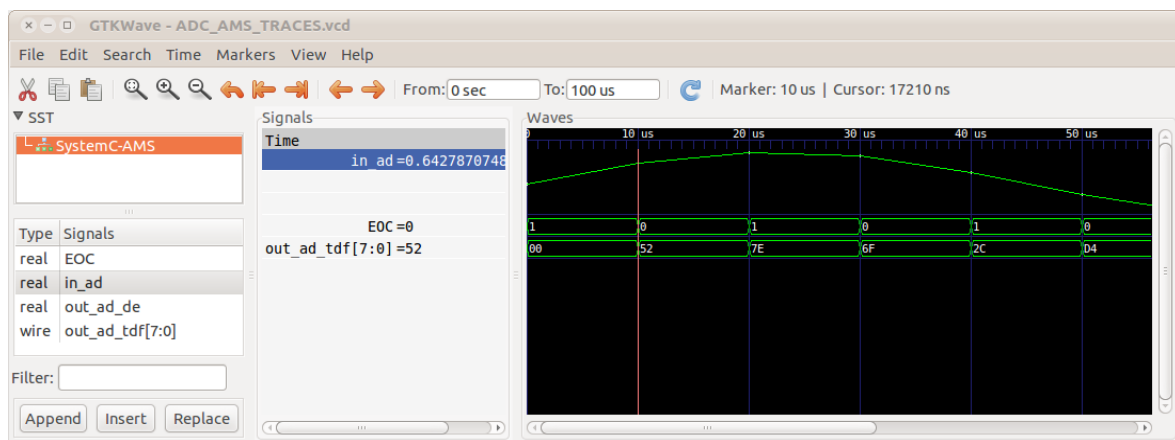 GTKWave - ADC_AMS_TRACES.vcd
File Edit Search Time Markers View Help
From: 0 sec To: 100 us Marker: 10 us | Cursor: 17210 ns
SST
SystemC-AMS
Type Signals
real EOC
real in_ad
real out_ad_de
wire out_ad_tdf[7:0]
Filter:
Append Insert Replace
Signals
Time
in_ad=0.6427870748
EOC=0
out_ad_tdf[7:0]=52
Waves
0 10 us 20 us 30 us 40 us 50 us
1 0 1 0 1 0
00 52 7E 6F 2C D4